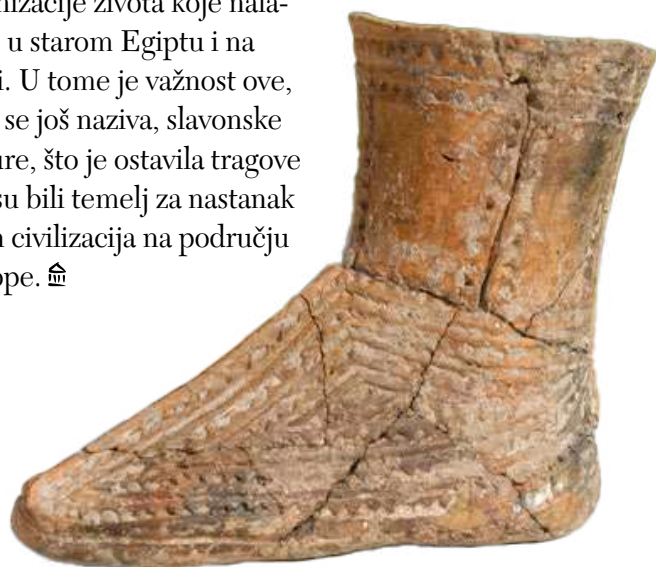 života koje nala-
u starom Egiptu i na
U tome je važnost ove,
se još naziva, slavonske
što je ostavila tragove
su bili temelj za nastanak
civilizacija na području